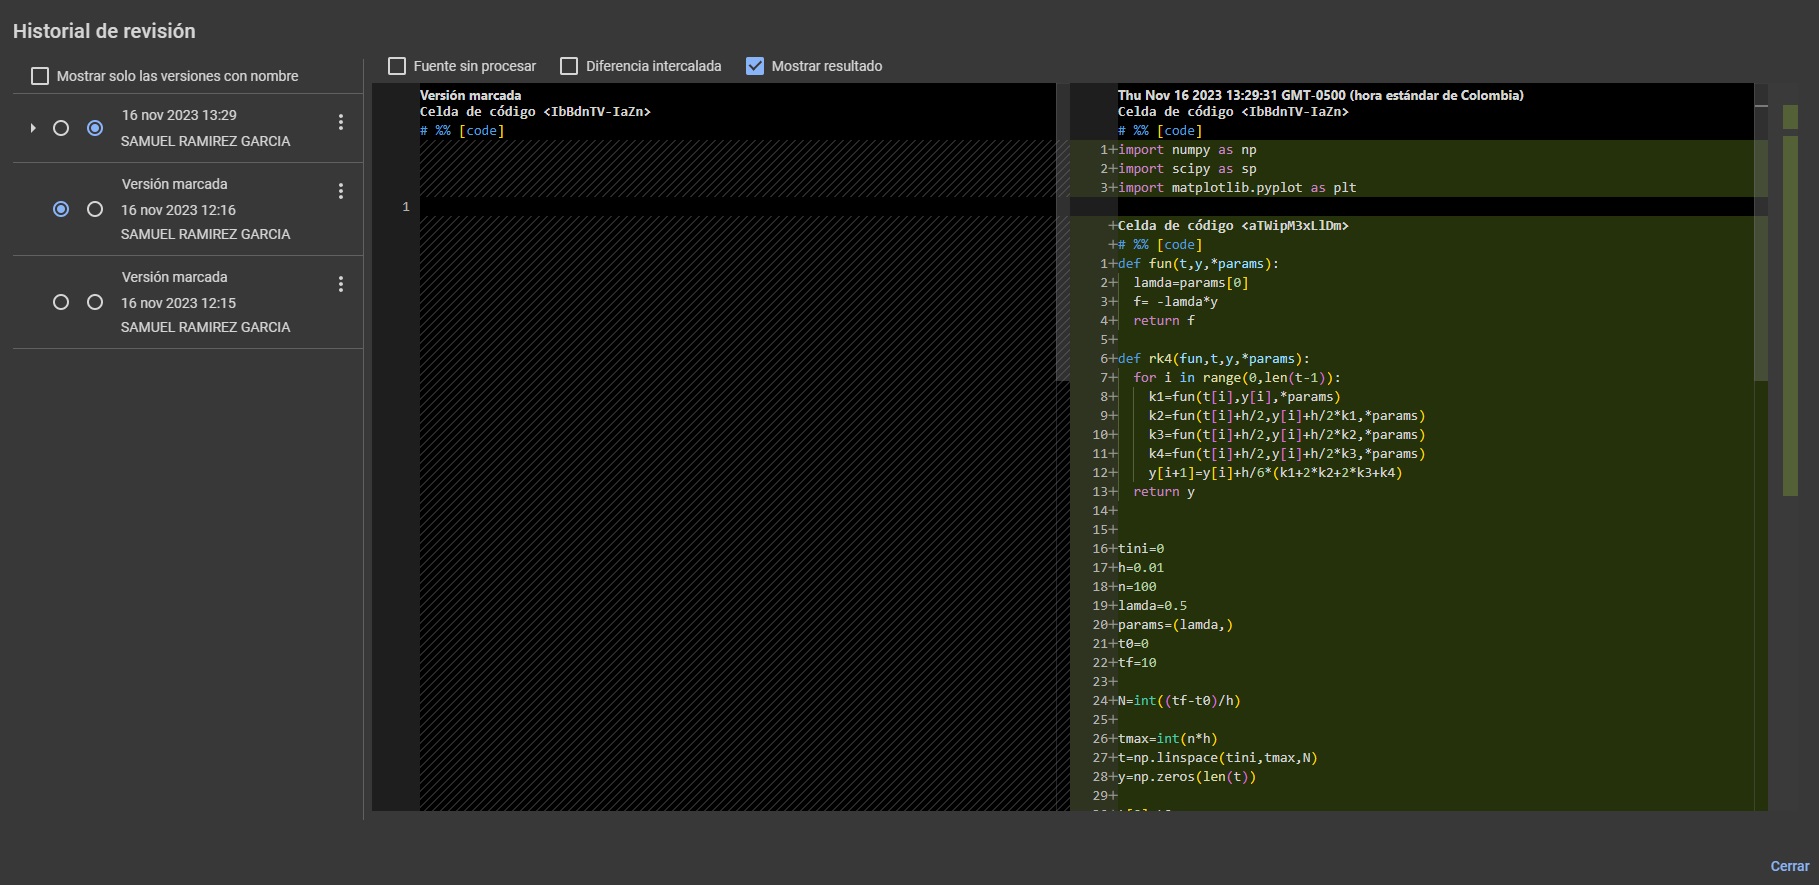 Historial de revisión
Mostrar solo las versiones con nombre
16 nov 2023 13:29
SAMUEL RAMIREZ GARCIA
Versión marcada
16 nov 2023 12:16
SAMUEL RAMIREZ GARCIA
Versión marcada
16 nov 2023 12:15
SAMUEL RAMIREZ GARCIA
Fuente sin procesar
Diferencia intercalada
Mostrar resultado
Versión marcada
Celda de código <IbBdnTV-IaZn>
# %% [code]
1
Thu Nov 16 2023 13:29:31 GMT-0500 (hora estándar de Colombia)
Celda de código <IbBdnTV-IaZn>
# %% [code]
1+import numpy as np
2+import scipy as sp
3+import matplotlib.pyplot as plt
+Celda de código <aTWipM3xLlDm>
+# %% [code]
1+def fun(t,y,*params):
2+  lamda=params[0]
3+  f= -lamda*y
4+  return f
5+
6+def rk4(fun,t,y,*params):
7+  for i in range(0,len(t-1)):
8+    k1=fun(t[i],y[i],*params)
9+    k2=fun(t[i]+h/2,y[i]+h/2*k1,*params)
10+    k3=fun(t[i]+h/2,y[i]+h/2*k2,*params)
11+    k4=fun(t[i]+h/2,y[i]+h/2*k3,*params)
12+    y[i+1]=y[i]+h/6*(k1+2*k2+2*k3+k4)
13+  return y
14+
15+
16+tini=0
17+h=0.01
18+n=100
19+lamda=0.5
20+params=(lamda,)
21+t0=0
22+tf=10
23+
24+N=int((tf-t0)/h)
25+
26+tmax=int(n*h)
27+t=np.linspace(tini,tmax,N)
28+y=np.zeros(len(t))
29+
Cerrar